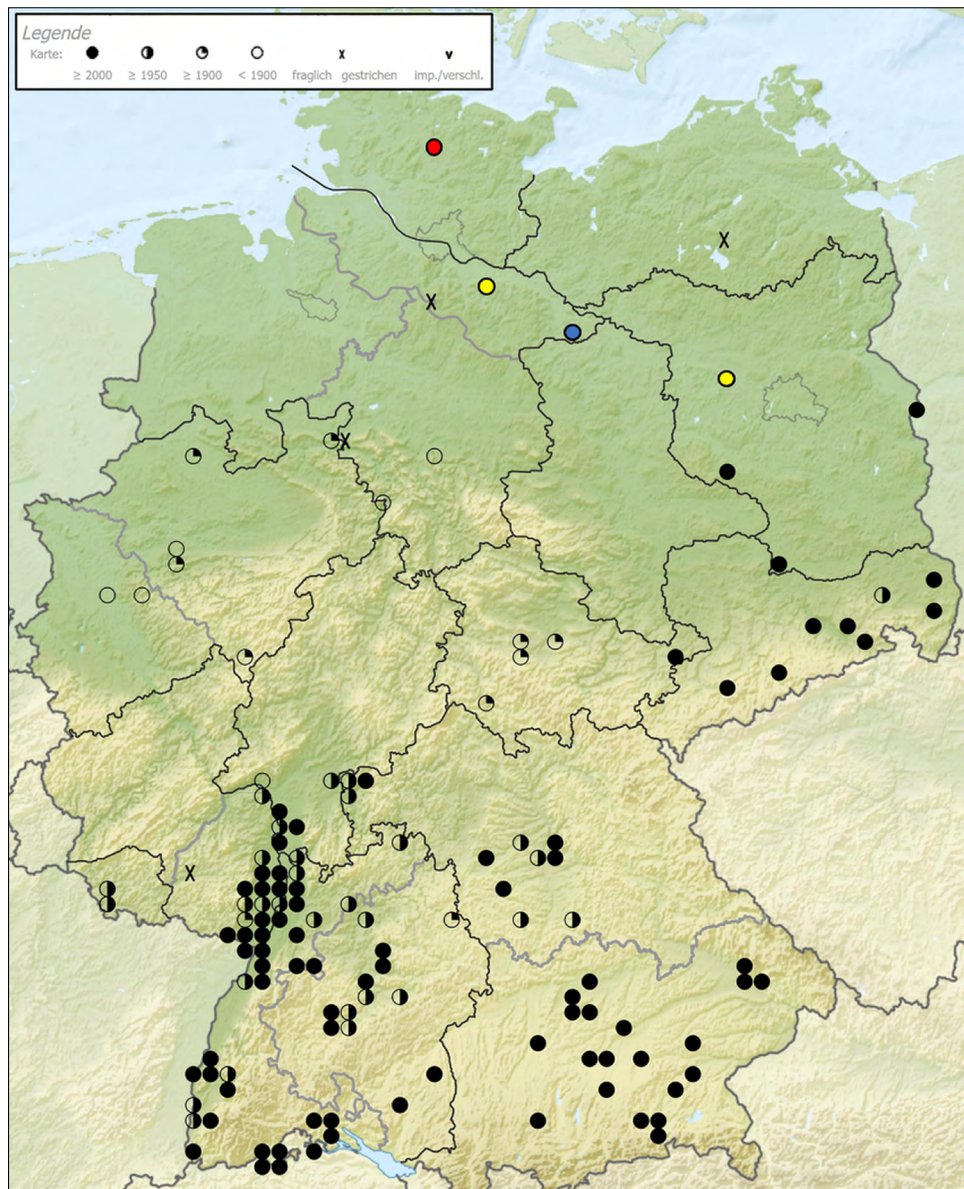 Legende
Karte:
≥ 2000 ≥ 1950 ≥ 1900 < 1900 fraglich gestrichen imp./verschl.